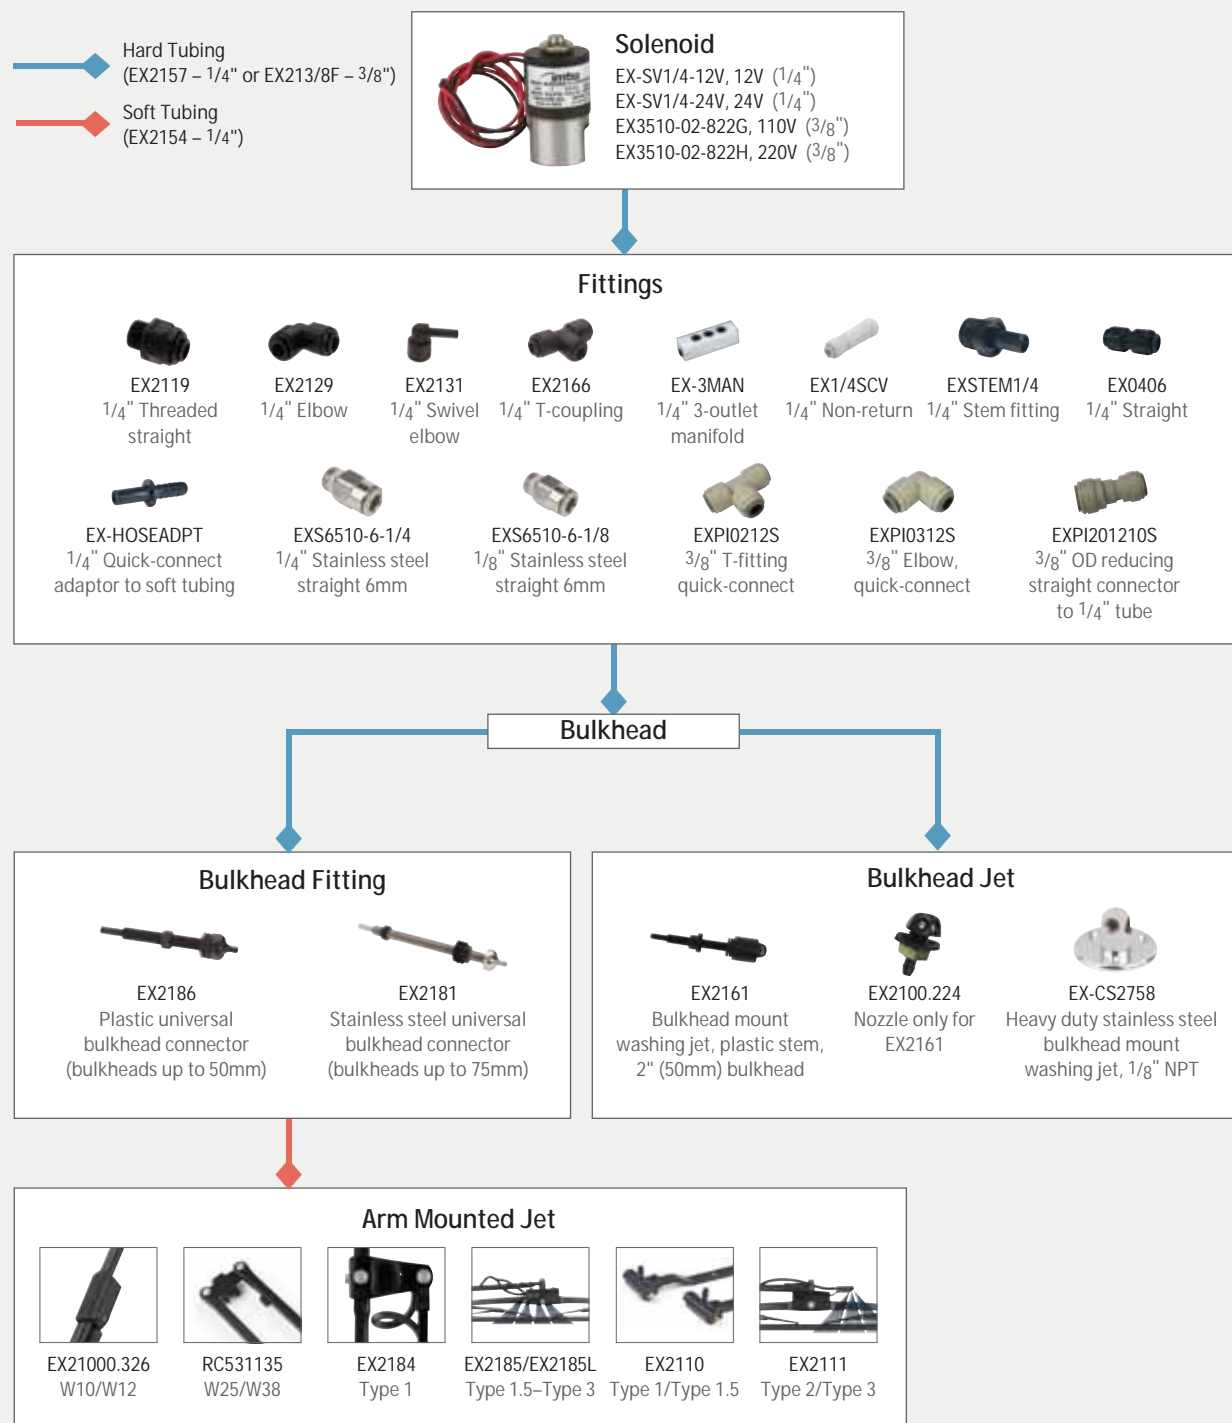 Hard Tubing
(EX2157 – 1/4" or EX213/8F – 3/8")
Soft Tubing
(EX2154 – 1/4")
Solenoid
EX-SV1/4-12V, 12V (1/4")
EX-SV1/4-24V, 24V (1/4")
EX3510-02-822G, 110V (3/8")
EX3510-02-822H, 220V (3/8")
Fittings
EX2119
1/4" Threaded
straight
EX2129
1/4" Elbow
EX2131
1/4" Swivel
elbow
EX2166
1/4" T-coupling
EX-3MAN
1/4" 3-outlet
manifold
EX1/4SCV
1/4" Non-return
EXSTEM1/4
1/4" Stem fitting
EX0406
1/4" Straight
EX-HOSEADPT
1/4" Quick-connect
adaptor to soft tubing
EXS6510-6-1/4
1/4" Stainless steel
straight 6mm
EXS6510-6-1/8
1/8" Stainless steel
straight 6mm
EXPI0212S
3/8" T-fitting
quick-connect
EXPI0312S
3/8" Elbow,
quick-connect
EXPI201210S
3/8" OD reducing
straight connector
to 1/4" tube
Bulkhead
Bulkhead Fitting
EX2186
Plastic universal
bulkhead connector
(bulkheads up to 50mm)
EX2181
Stainless steel universal
bulkhead connector
(bulkheads up to 75mm)
Bulkhead Jet
EX2161
Bulkhead mount
washing jet, plastic stem,
2" (50mm) bulkhead
EX2100.224
Nozzle only for
EX2161
EX-CS2758
Heavy duty stainless steel
bulkhead mount
washing jet, 1/8" NPT
Arm Mounted Jet
EX21000.326
W10/W12
RC531135
W25/W38
EX2184
Type 1
EX2185/EX2185L
Type 1.5–Type 3
EX2110
Type 1/Type 1.5
EX2111
Type 2/Type 3